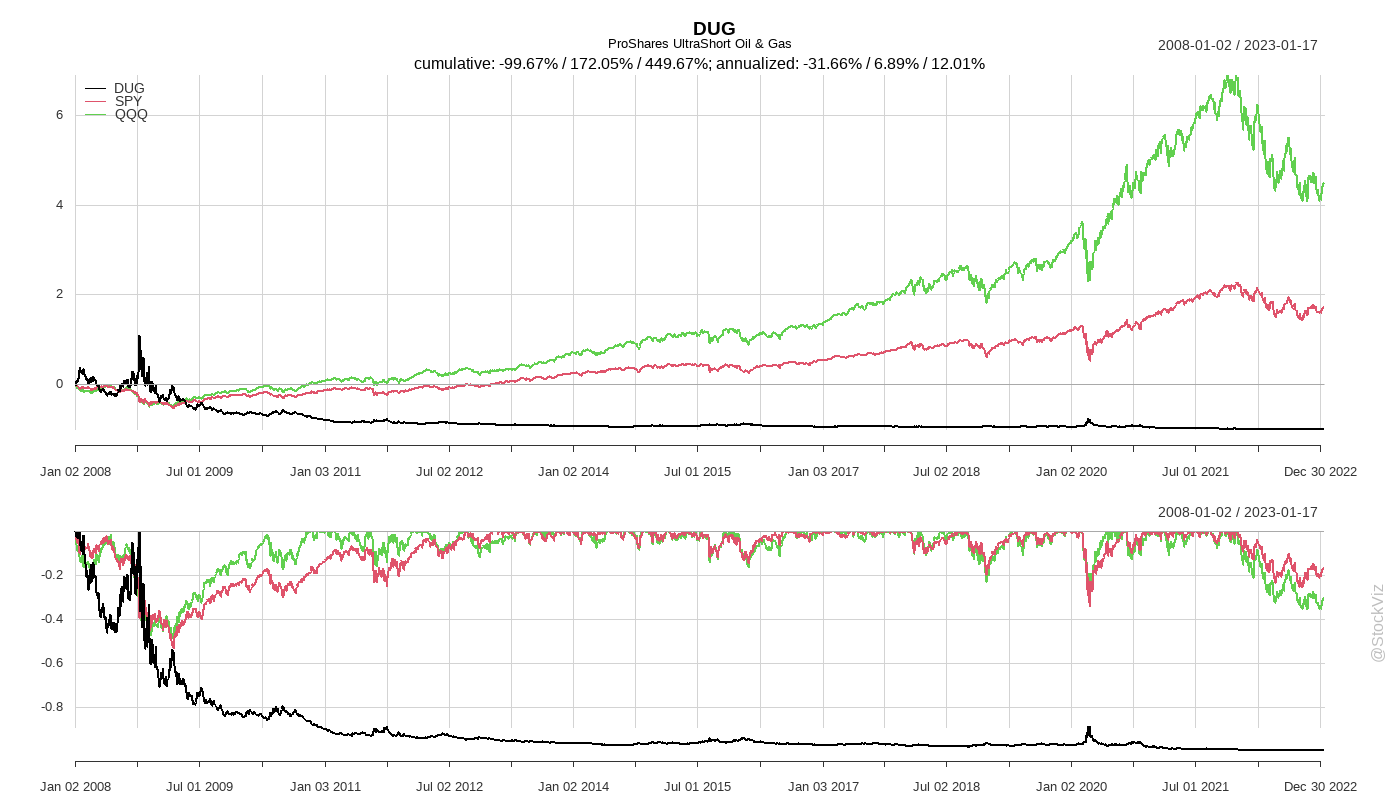 DUG
ProShares UltraShort Oil & Gas
2008-01-02 / 2023-01-17
cumulative: -99.67% / 172.05% / 449.67%; annualized: -31.66% / 6.89% / 12.01%
DUG
SPY
QQQ
6
4
2
0
Jan 02 2008 Jul 01 2009 Jan 03 2011 Jul 02 2012 Jan 02 2014 Jul 01 2015 Jan 03 2017 Jul 02 2018 Jan 02 2020 Jul 01 2021 Dec 30 2022
2008-01-02 / 2023-01-17
-0.2
-0.4
-0.6
-0.8
Jan 02 2008 Jul 01 2009 Jan 03 2011 Jul 02 2012 Jan 02 2014 Jul 01 2015 Jan 03 2017 Jul 02 2018 Jan 02 2020 Jul 01 2021 Dec 30 2022
@StockViz